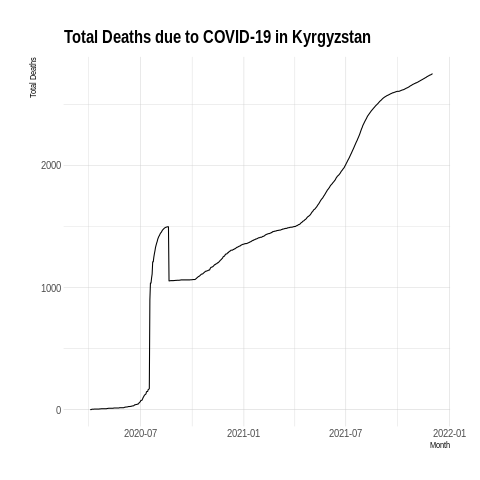 Total Deaths due to COVID-19 in Kyrgyzstan
Total Deaths
2000
1000
0
2020-07
2021-01
2021-07
2022-01
Month